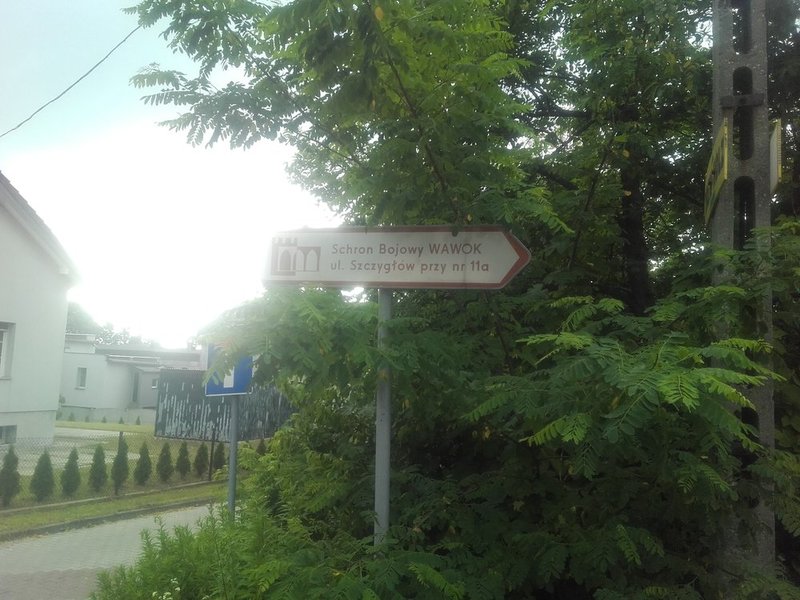 Schron Bojowy WAWOK
ul. Szczygłów przy nr 11a